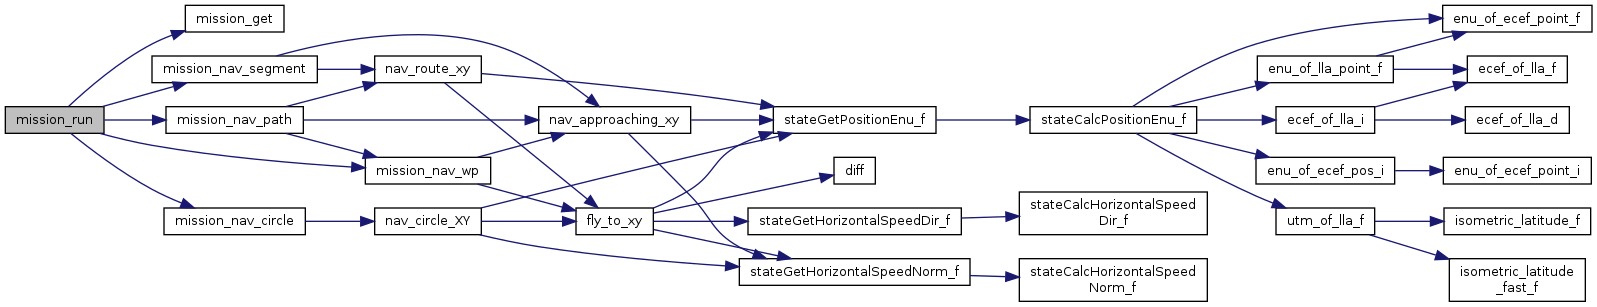 mission_run
mission_get
mission_nav_segment
mission_nav_path
mission_nav_wp
mission_nav_circle
nav_route_xy
nav_circle_XY
nav_approaching_xy
fly_to_xy
stateGetPositionEnu_f
diff
stateGetHorizontalSpeedDir_f
stateGetHorizontalSpeedNorm_f
stateCalcPositionEnu_f
stateCalcHorizontalSpeed
Dir_f
stateCalcHorizontalSpeed
Norm_f
enu_of_lla_point_f
ecef_of_lla_i
enu_of_ecef_pos_i
utm_of_lla_f
enu_of_ecef_point_f
ecef_of_lla_f
ecef_of_lla_d
enu_of_ecef_point_i
isometric_latitude_f
isometric_latitude
_fast_f